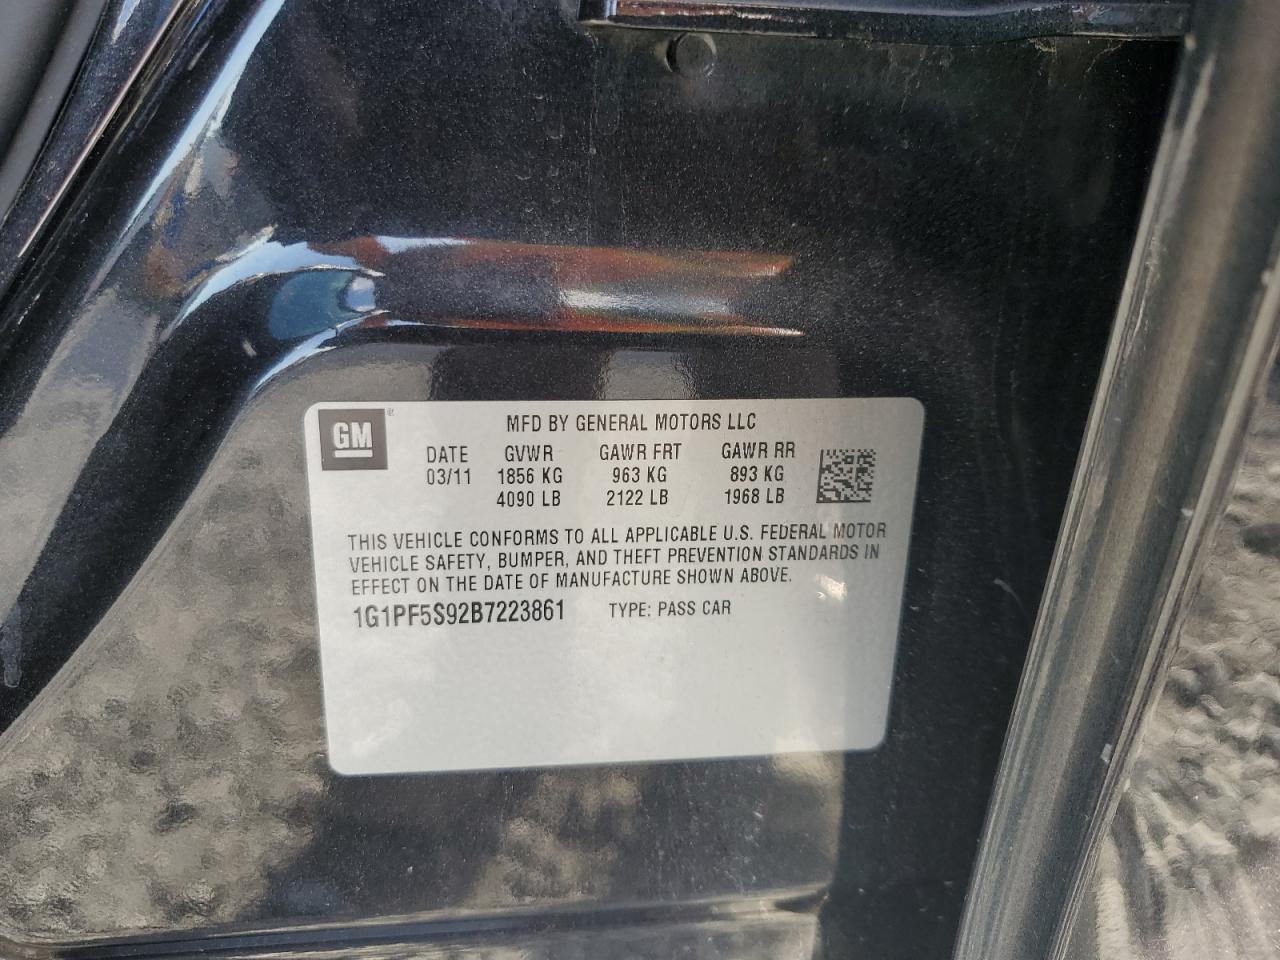 GM ®
MFD BY GENERAL MOTORS LLC
DATE GVWR GAWR FRT GAWR RR
03/11 1856 KG 963 KG 893 KG
4090 LB 2122 LB 1968 LB
THIS VEHICLE CONFORMS TO ALL APPLICABLE U.S. FEDERAL MOTOR
VEHICLE SAFETY, BUMPER, AND THEFT PREVENTION STANDARDS IN
EFFECT ON THE DATE OF MANUFACTURE SHOWN ABOVE.
1G1PF5S92B7223861 TYPE: PASS CAR